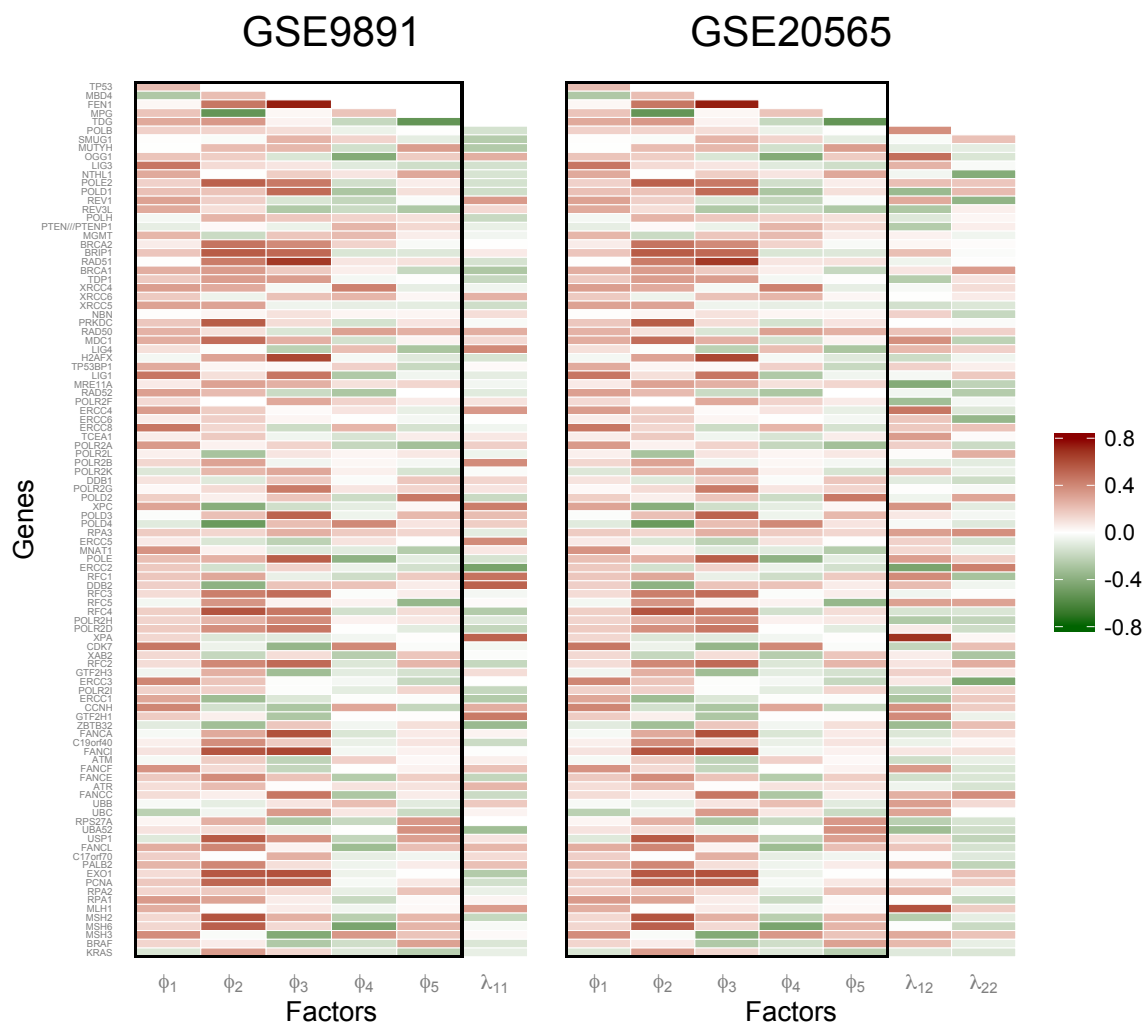 GSE9891 GSE20565
Genes
TP53
MBD4
FEN1
MPG
TDG
POLB
SMUG1
MUTYH
OGG1
LIG3
NTHL1
POLE2
POLD1
REV1
REV3L
POLH
PTEN///PTENP1
MGMT
BRCA2
BRIP1
RAD51
BRCA1
TDP1
XRCC4
XRCC6
XRCC5
NBN
PRKDC
RAD50
MDC1
LIG4
H2AFX
TP53BP1
LIG1
MRE11A
RAD52
POLR2F
ERCC4
ERCC6
ERCC8
TCEA1
POLR2A
POLR2L
POLR2B
POLR2K
DDB1
POLR2G
POLD2
XPC
POLD3
POLD4
RPA3
ERCC5
MNAT1
POLE
ERCC2
RFC1
DDB2
RFC3
RFC5
RFC4
POLR2H
POLR2D
XPA
CDK7
XAB2
RFC2
GTF2H3
ERCC3
POLR2I
ERCC1
CCNH
GTF2H1
ZBTB32
FANCA
C19orf40
FANCI
ATM
FANCF
FANCE
ATR
FANCC
UBB
UBC
RPS27A
UBA52
USP1
FANCL
C17orf70
PALB2
EXO1
PCNA
RPA2
RPA1
MLH1
MSH2
MSH6
MSH3
BRAF
KRAS
0.8
0.4
0.0
-0.4
-0.8
ϕ1 ϕ2 ϕ3 ϕ4 ϕ5 λ11 ϕ1 ϕ2 ϕ3 ϕ4 ϕ5 λ12 λ22
Factors Factors